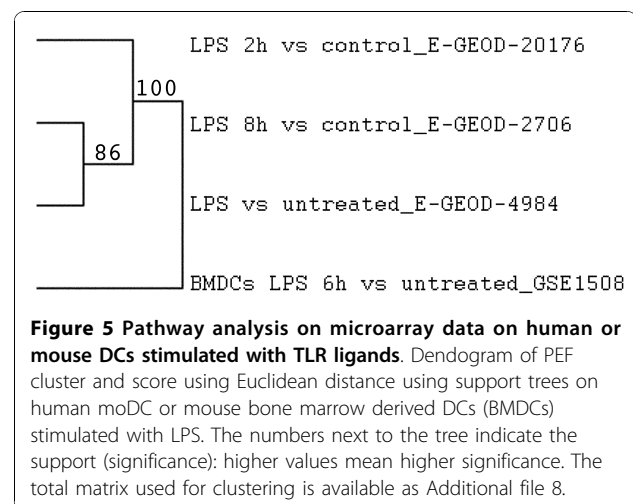 LPS 2h vs control_E-GEOD-20176
100
LPS 8h vs control_E-GEOD-2706
86
LPS vs untreated_E-GEOD-4984
BMDCs LPS 6h vs untreated_GSE1508
Figure 5 Pathway analysis on microarray data on human or
mouse DCs stimulated with TLR ligands. Dendogram of PEF
cluster and score using Euclidean distance using support trees on
human moDC or mouse bone marrow derived DCs (BMDCs)
stimulated with LPS. The numbers next to the tree indicate the
support (significance): higher values mean higher significance. The
total matrix used for clustering is available as Additional file 8.